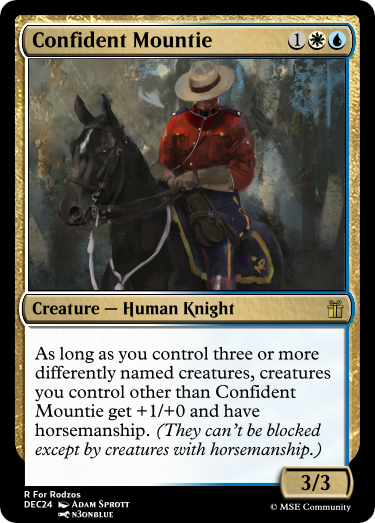 Confident Mountie 1
Creature — Human Knight
As long as you control three or more
differently named creatures, creatures
you control other than Confident
Mountie get +1/+0 and have
horsemanship. (They can't be blocked
except by creatures with horsemanship.)
3/3
R For Rodzos
DEC24 Adam Sprott
N3ONBLUE
© MSE Community